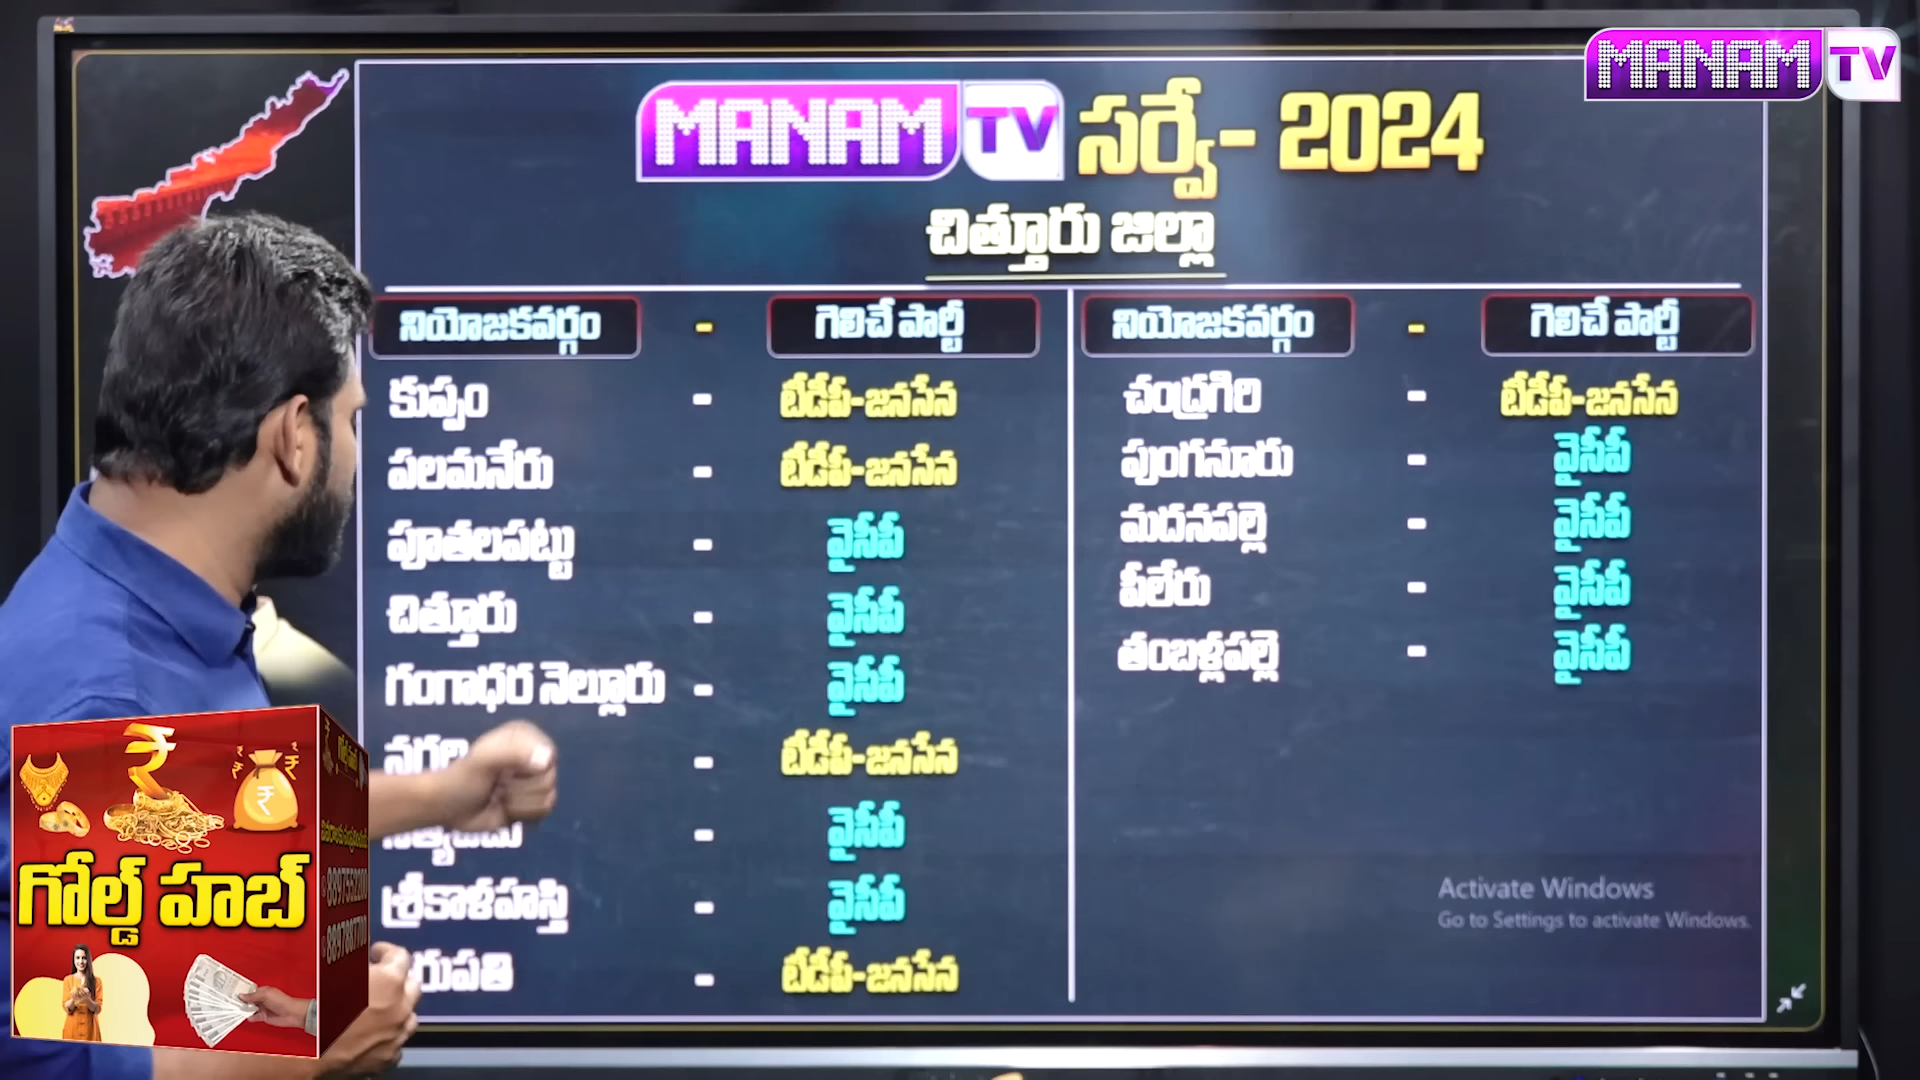 MANAM TV
MANAM TV సర్వే- 2024
చిత్తూరు జిల్లా
నియోజకవర్గం - గెలిచే పార్టీ
కుప్పం - టీడీపీ-జనసేన
పలమనేరు - టీడీపీ-జనసేన
పూతలపట్టు - వైసీపీ
చిత్తూరు - వైసీపీ
గంగాధర నెల్లూరు - వైసీపీ
- టీడీపీ-జనసేన
- వైసీపీ
శ్రీకాళహస్తి - వైసీపీ
- టీడీపీ-జనసేన
నియోజకవర్గం - గెలిచే పార్టీ
చంద్రగిరి - టీడీపీ-జనసేన
పుంగనూరు - వైసీపీ
మదనపల్లె - వైసీపీ
పీలేరు - వైసీపీ
తంబళ్లపల్లె - వైసీపీ
Activate Windows
Go to Settings to activate Windows.
గోల్డ్ హబ్